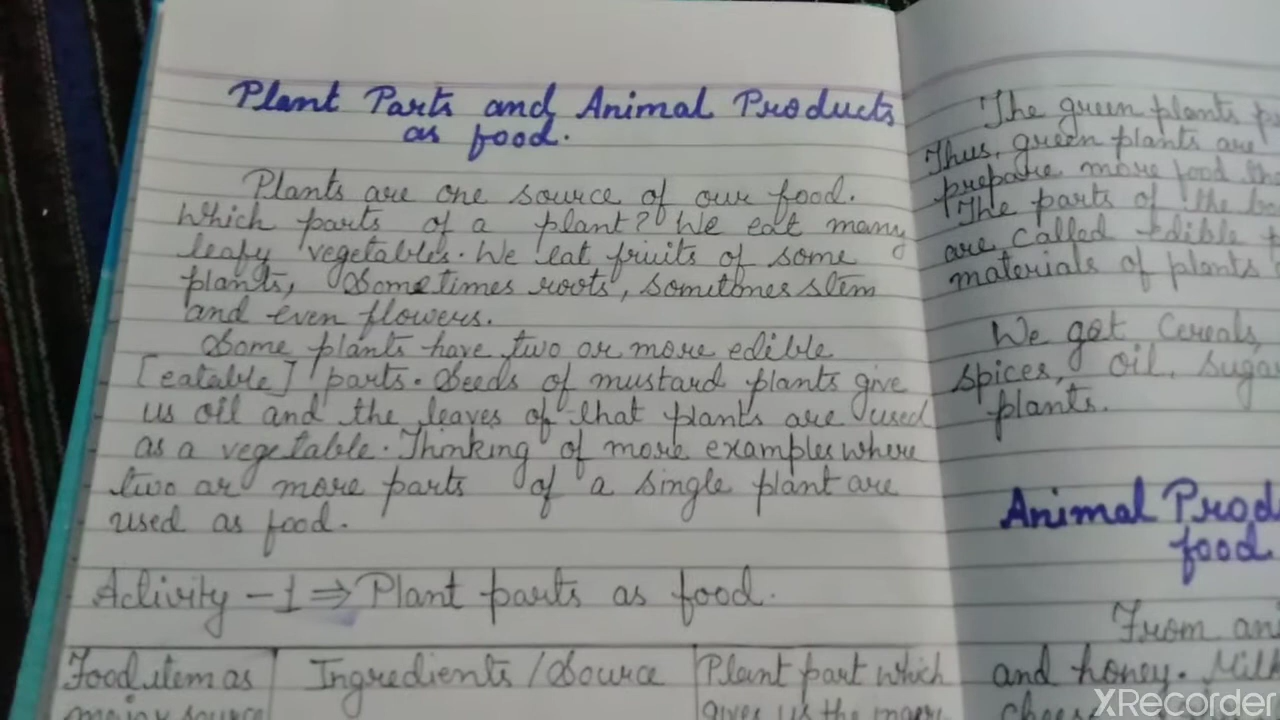 Plant Parts and Animal Products
as food.
Plants are one source of our food.
Which parts of a plant? We eat many
leafy vegetables. We eat fruits of some
plants, Sometimes roots, sometimes stem
and even flowers.
Some plants have two or more edible
[eatable] parts. Seeds of mustard plants give
us oil and the leaves of that plants are used
as a vegetable. Thinking of more examples where
two or more parts of a single plant are
used as food.
Activity - 1 ⇒ Plant parts as food.
Food item as
major source
Ingredients / Source
Plant part which
gives us the
The green plants
Thus, green plants are
prepare more food
The parts of the
are called edible
materials of plants
We get Cereals,
spices, oil,
plants.
Animal
food
From
and honey.
XRecorder